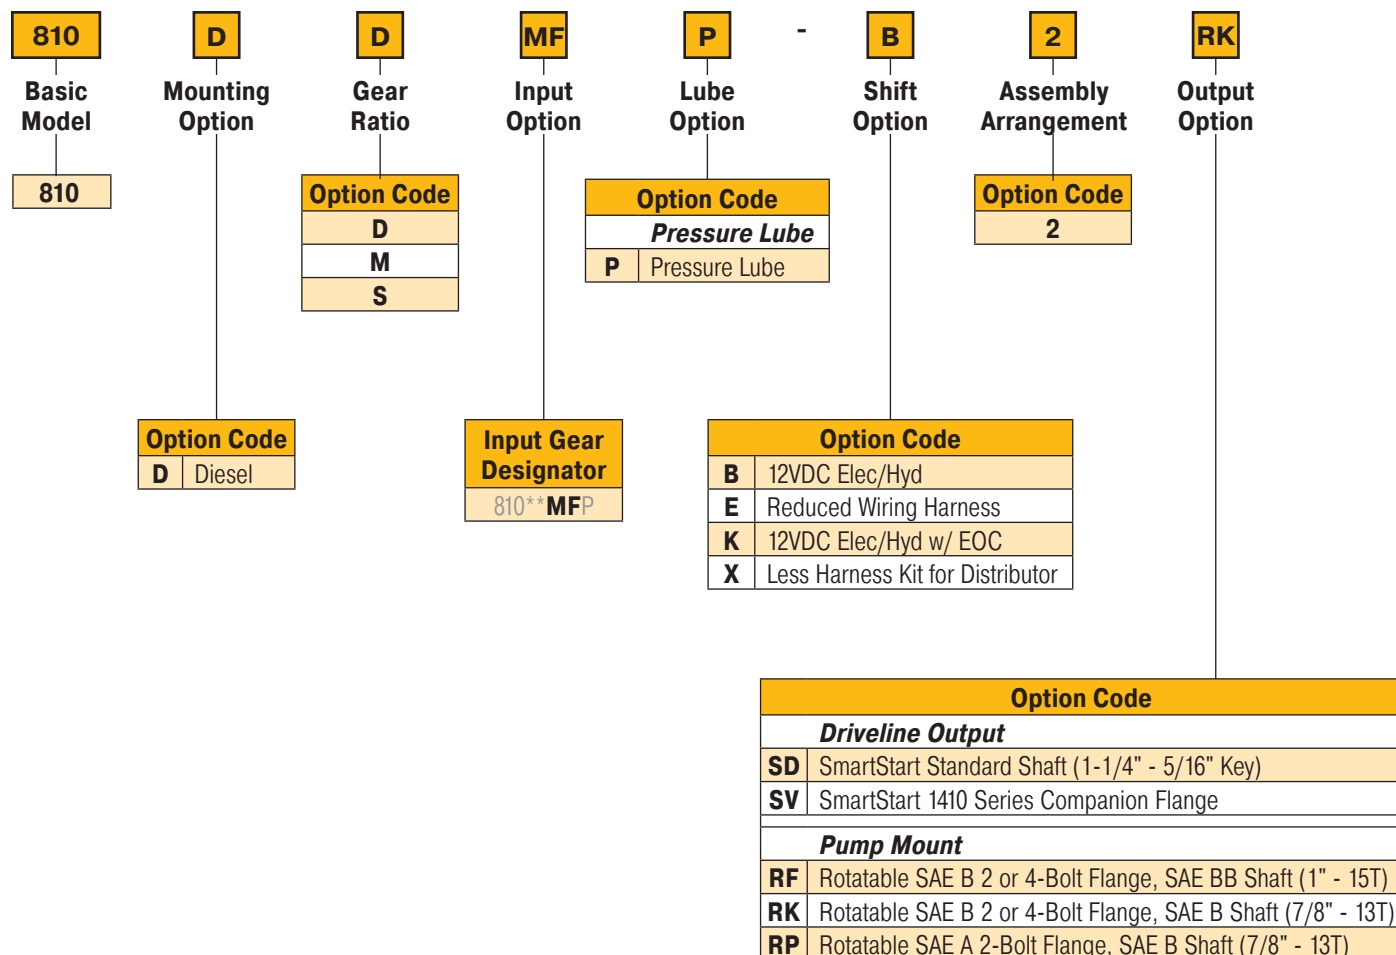 810 D D MF P - B 2 RK
Basic Model
Mounting Option
Gear Ratio
Input Option
Lube Option
Shift Option
Assembly Arrangement
Output Option
810
Option Code
D
M
S
Option Code
Pressure Lube
P Pressure Lube
Option Code
2
Option Code
D Diesel
Input Gear
Designator
810**MFP
Option Code
B 12VDC Elec/Hyd
E Reduced Wiring Harness
K 12VDC Elec/Hyd w/ EOC
X Less Harness Kit for Distributor
Option Code
Driveline Output
SD SmartStart Standard Shaft (1-1/4" - 5/16" Key)
SV SmartStart 1410 Series Companion Flange
Pump Mount
RF Rotatable SAE B 2 or 4-Bolt Flange, SAE BB Shaft (1" - 15T)
RK Rotatable SAE B 2 or 4-Bolt Flange, SAE B Shaft (7/8" - 13T)
RP Rotatable SAE A 2-Bolt Flange, SAE B Shaft (7/8" - 13T)